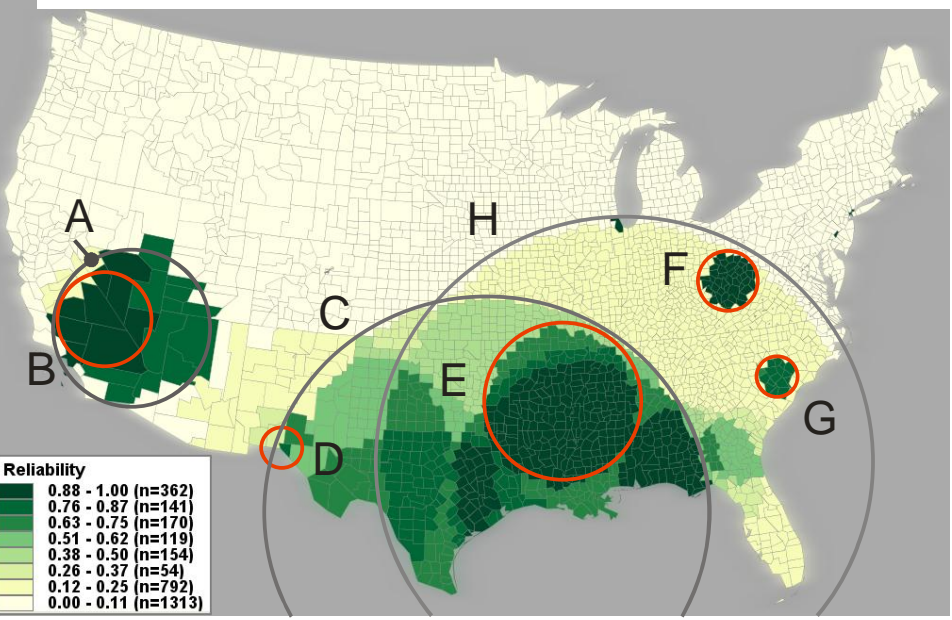 A
H
F
C
B
E
G
D
Reliability
0.88 - 1.00 (n=362)
0.76 - 0.87 (n=141)
0.63 - 0.75 (n=170)
0.51 - 0.62 (n=119)
0.38 - 0.50 (n=154)
0.26 - 0.37 (n=54)
0.12 - 0.25 (n=792)
0.00 - 0.11 (n=1313)